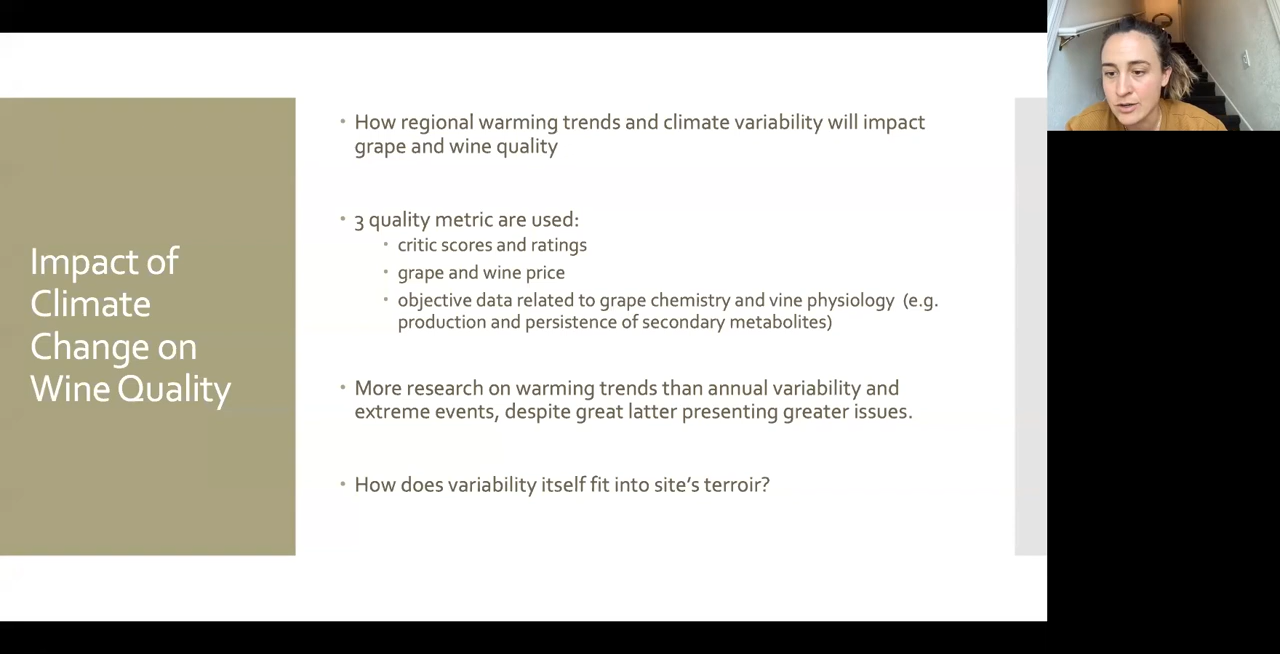 Impact of
Climate
Change on
Wine Quality
• How regional warming trends and climate variability will impact
grape and wine quality
• 3 quality metric are used:
• critic scores and ratings
• grape and wine price
• objective data related to grape chemistry and vine physiology (e.g.
production and persistence of secondary metabolites)
• More research on warming trends than annual variability and
extreme events, despite great latter presenting greater issues.
• How does variability itself fit into site’s terroir?